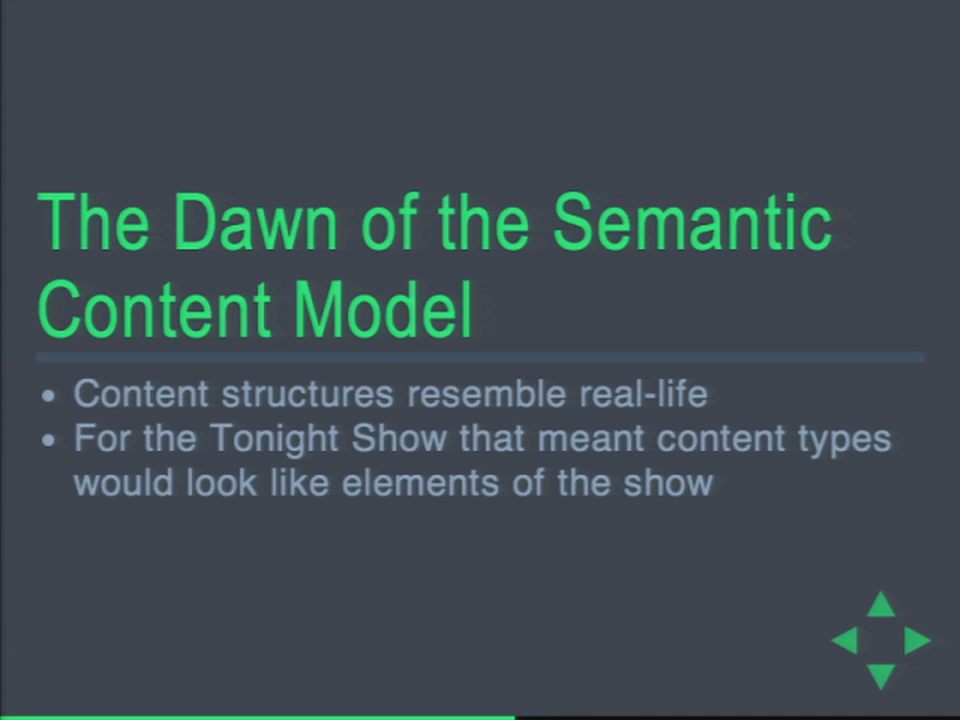 The Dawn of the Semantic
Content Model
• Content structures resemble real-life
• For the Tonight Show that meant content types
would look like elements of the show